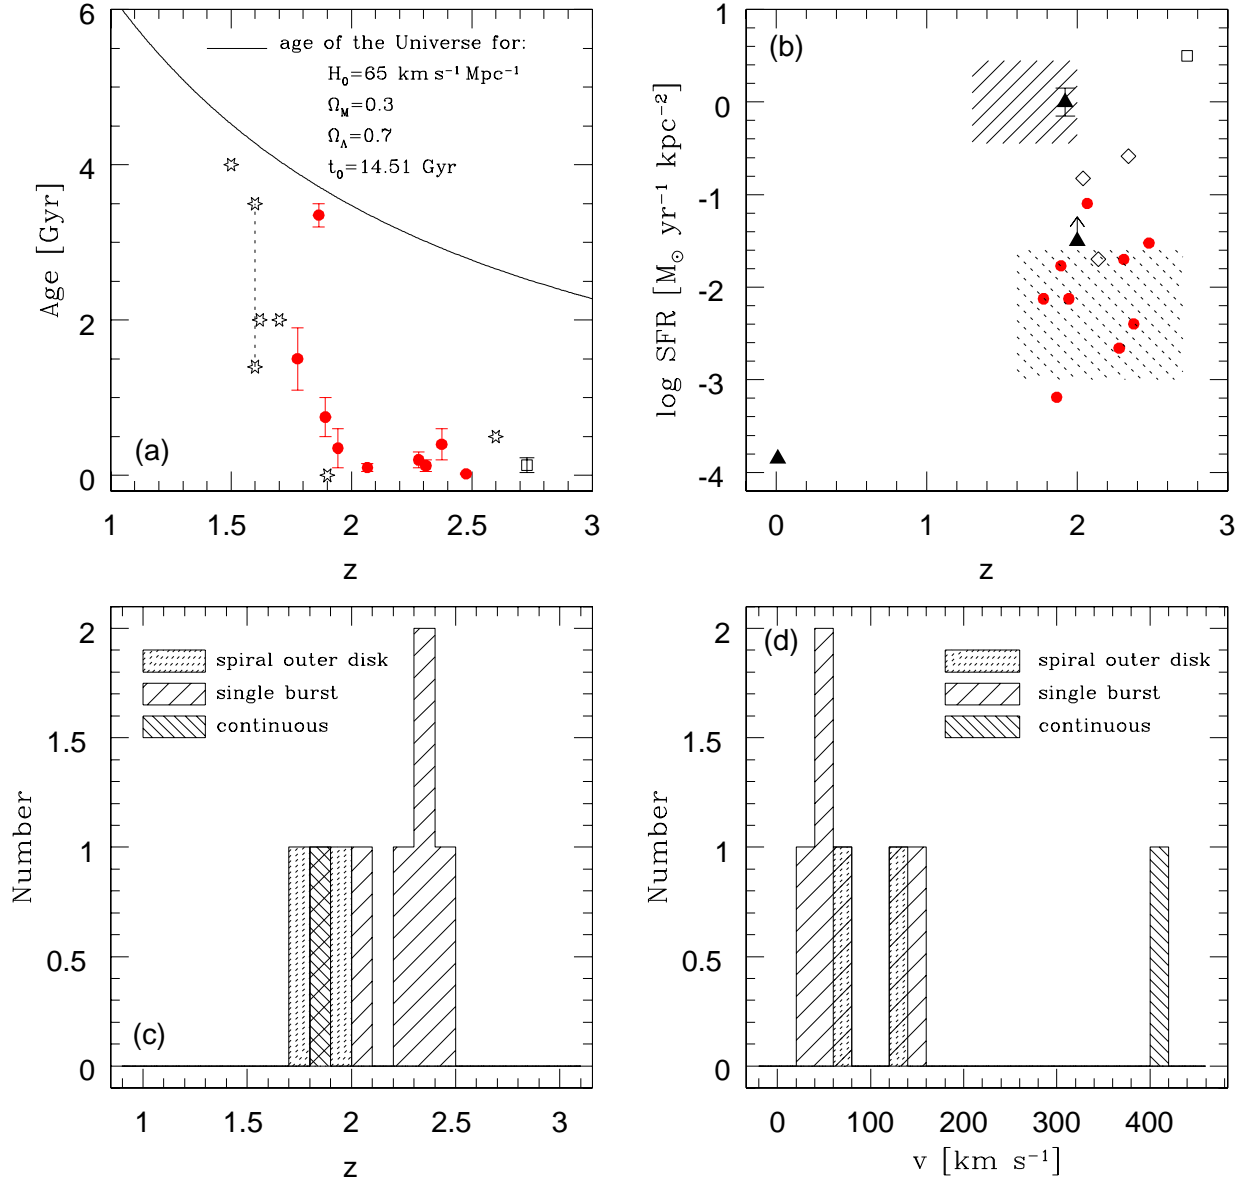 6
4
2
0
Age [Gyr]
age of the Universe for:
H₀=65 km s⁻¹ Mpc⁻¹
Ω_M=0.3
Ω_Λ=0.7
t₀=14.51 Gyr
(a)
1
1.5
2
2.5
3
z
1
0
-1
-2
-3
-4
log SFR [M⊙ yr⁻¹ kpc⁻²]
(b)
0
1
2
3
z
2
1.5
1
0.5
0
Number
spiral outer disk
single burst
continuous
(c)
1
1.5
2
2.5
3
z
2
1.5
1
0.5
0
Number
(d)
spiral outer disk
single burst
continuous
0
100
200
300
400
v [km s⁻¹]